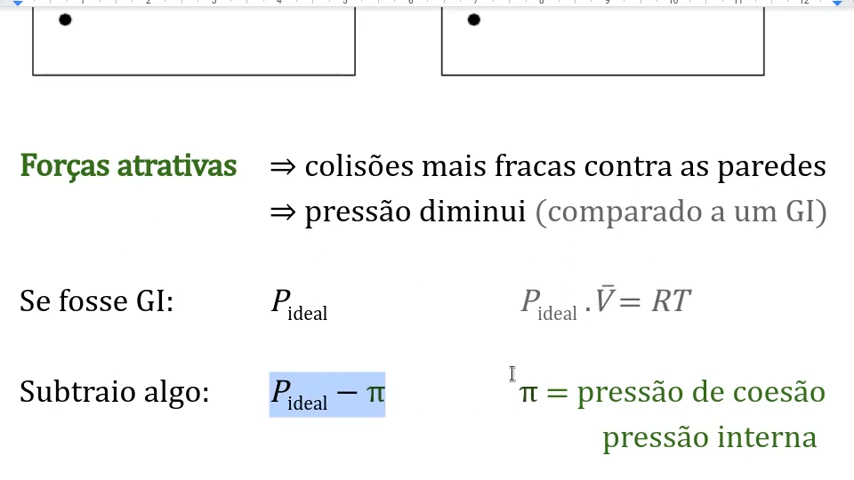 Forças atrativas ⇒ colisões mais fracas contra as paredes
⇒ pressão diminui (comparado a um GI)
Se fosse GI: P_ideal P_ideal . V̄ = RT
Subtraio algo: P_ideal − π π = pressão de coesão
pressão interna